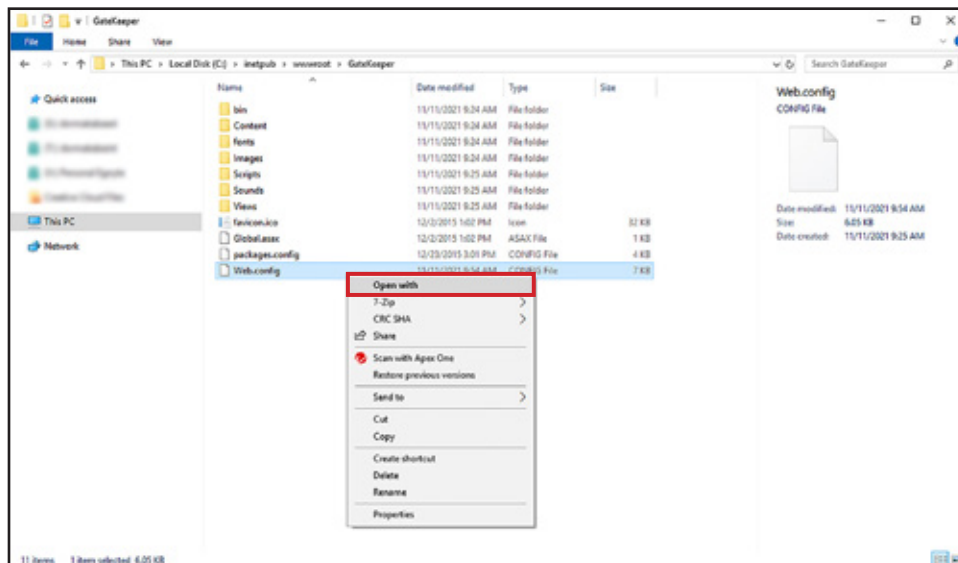 GateKeeper
File Home Share View
This PC > Local Disk (C:) > inetpub > wwwroot > GateKeeper
Search GateKeeper
Name Date modified Type Size
Quick access
This PC
Network
bin 11/11/2021 9:24 AM File folder
Content 11/11/2021 9:24 AM File folder
fonts 11/11/2021 9:24 AM File folder
Images 11/11/2021 9:24 AM File folder
Scripts 11/11/2021 9:25 AM File folder
Sounds 11/11/2021 9:25 AM File folder
Views 11/11/2021 9:25 AM File folder
favicon.ico 12/2/2015 1:02 PM Icon 32 KB
Global.asax 12/2/2015 1:02 PM ASAX File 1 KB
packages.config 12/23/2015 3:01 PM CONFIG File 4 KB
Web.config 11/11/2021 9:54 AM CONFIG File 7 KB
Open with
7-Zip
CRC SHA
Share
Scan with Apex One
Restore previous versions
Send to
Cut
Copy
Create shortcut
Delete
Rename
Properties
Web.config
CONFIG File
Date modified: 11/11/2021 9:54 AM
Size: 6.05 KB
Date created: 11/11/2021 9:25 AM
11 items 1 item selected 6.05 KB